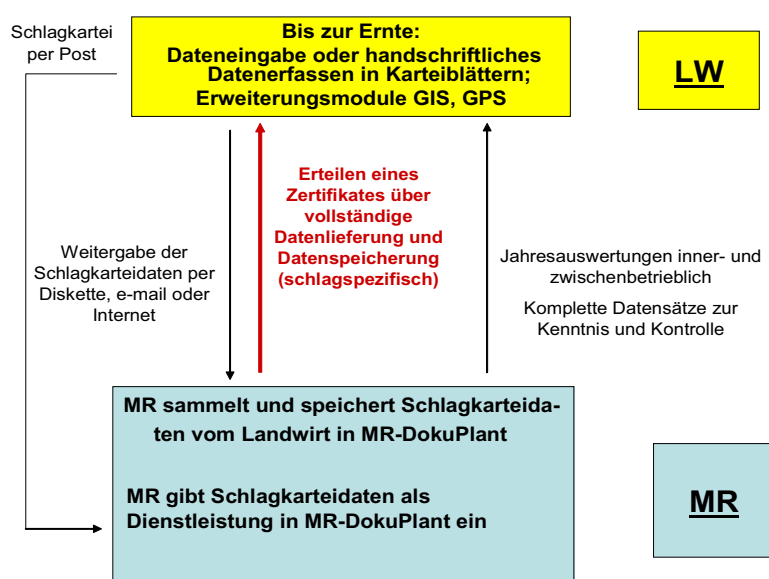 Schlagkartei
per Post
Bis zur Ernte:
Dateneingabe oder handschriftliches
Datenerfassen in Karteiblättern;
Erweiterungsmodule GIS, GPS
LW
Erteilen eines
Zertifikates über
vollständige
Datenlieferung und
Datenspeicherung
(schlagspezifisch)
Weitergabe der
Schlagkarteidaten per
Diskette, e-mail oder
Internet
Jahresauswertungen inner- und
zwischenbetrieblich
Komplette Datensätze zur
Kenntnis und Kontrolle
MR sammelt und speichert Schlagkarteida-
ten vom Landwirt in MR-DokuPlant
MR gibt Schlagkarteidaten als
Dienstleistung in MR-DokuPlant ein
MR